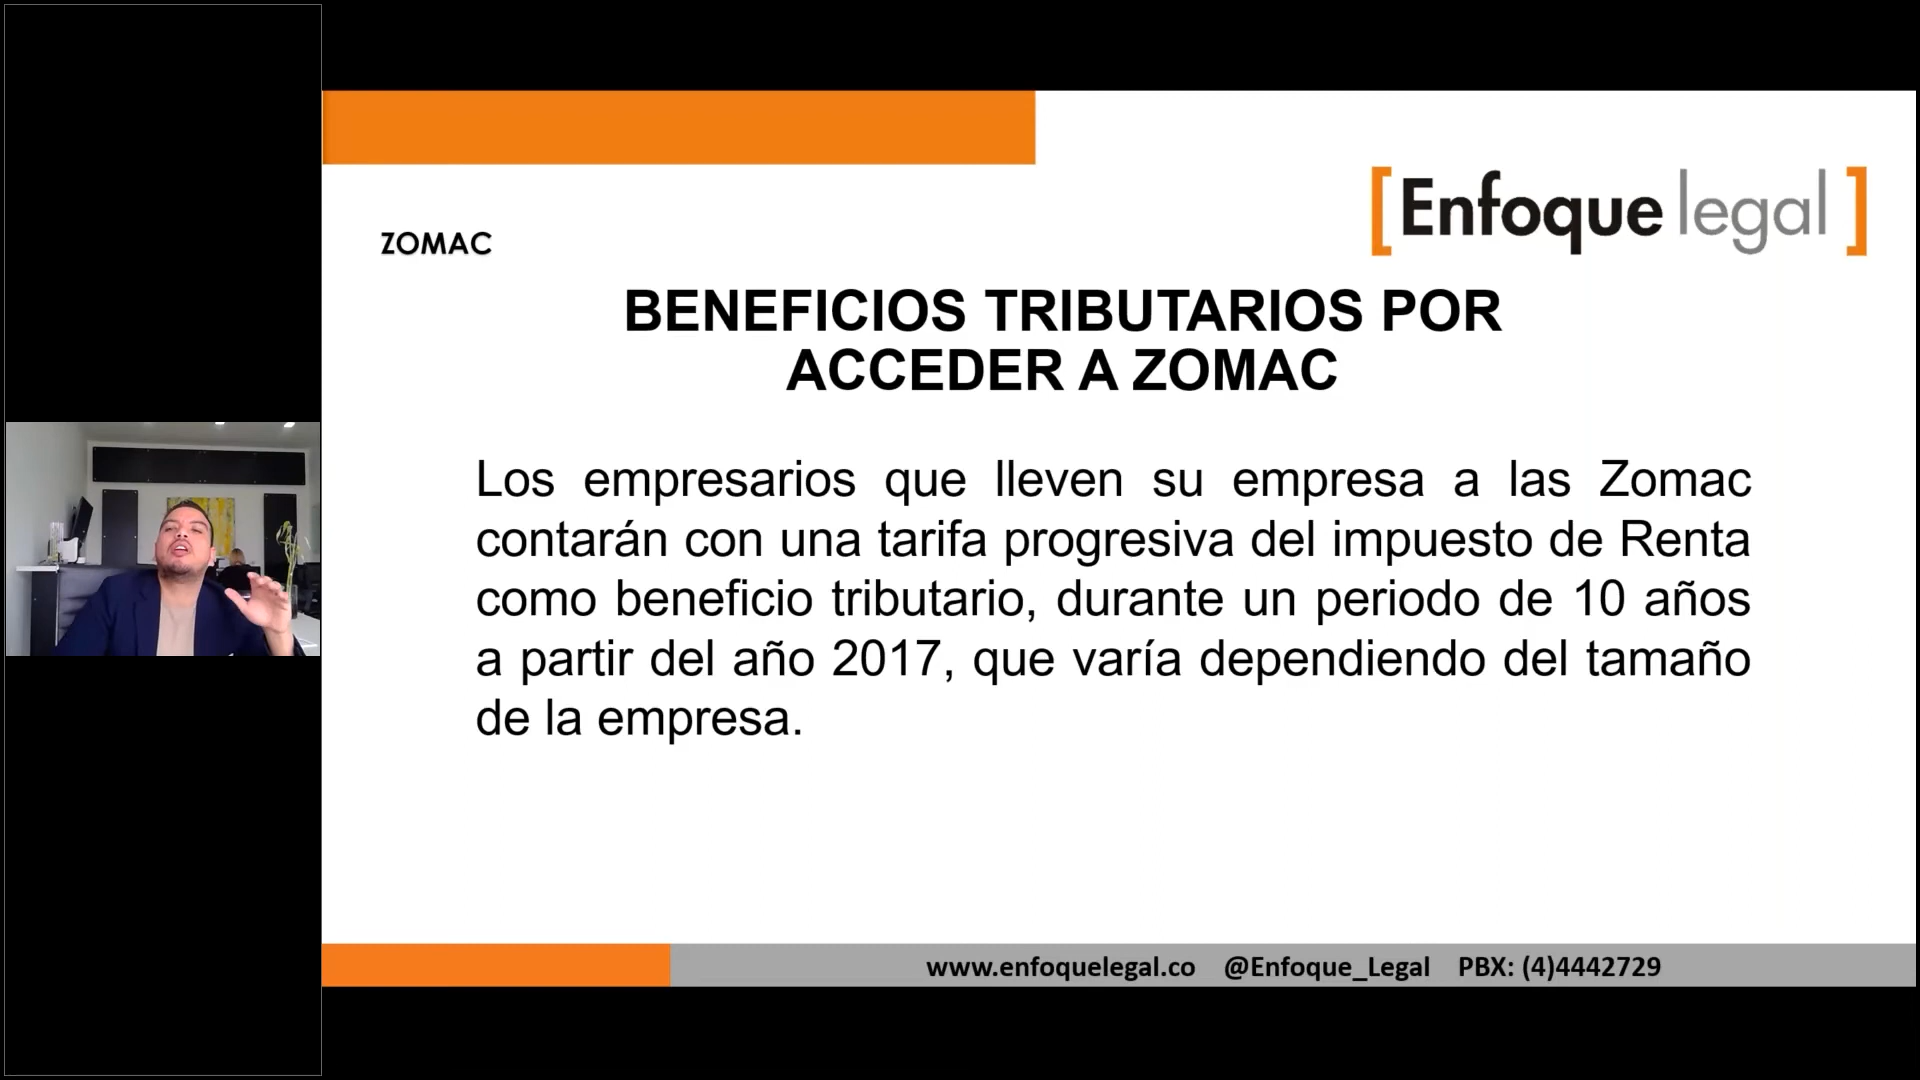 [Enfoque legal]
ZOMAC
BENEFICIOS TRIBUTARIOS POR
ACCEDER A ZOMAC
Los empresarios que lleven su empresa a las Zomac
contarán con una tarifa progresiva del impuesto de Renta
como beneficio tributario, durante un periodo de 10 años
a partir del año 2017, que varía dependiendo del tamaño
de la empresa.
www.enfoquelegal.co @Enfoque_Legal PBX: (4)4442729